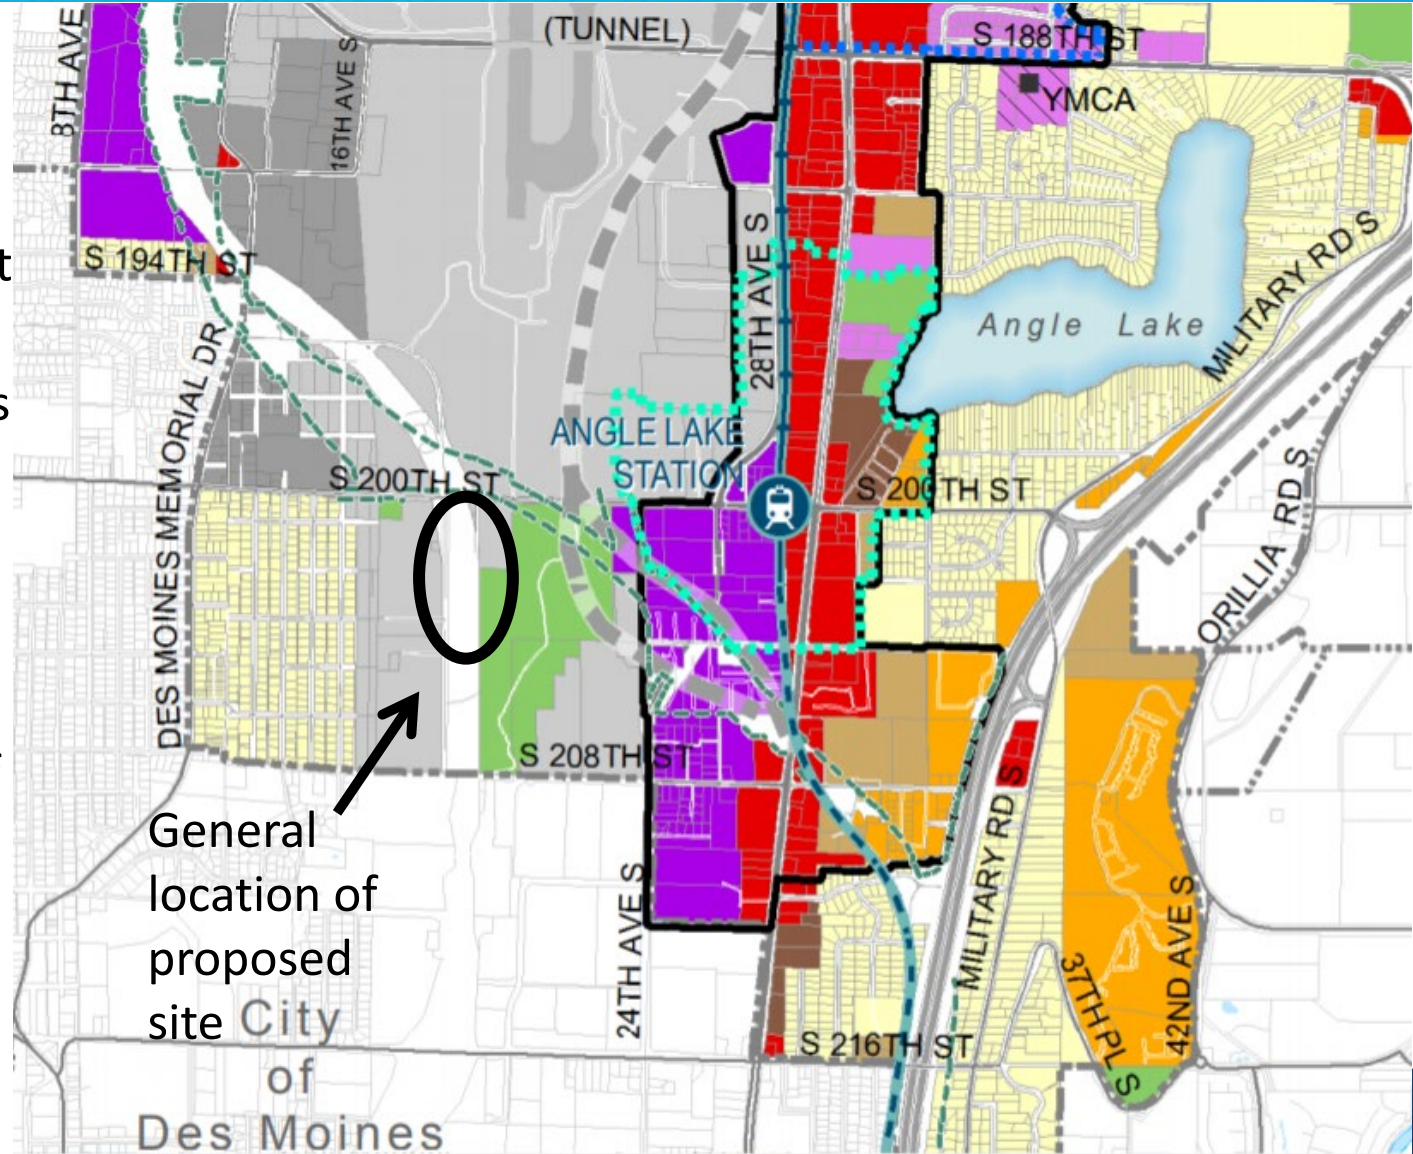 (TUNNEL)
S 188TH ST
8TH AVE
16TH AVE S
YMCA
S 194TH ST
28TH AVE S
MILITARY RD S
Angle Lake
t
s
DES MOINES MEMORIAL DR
ANGLE LAKE
STATION
S 200TH ST
S 200TH ST
ORILLIA RD S
S 208TH ST
General
location of
proposed
site
MILITARY RD S
24TH AVE S
37TH PL S
42ND AVE S
S 216TH ST
City
of
Des Moines